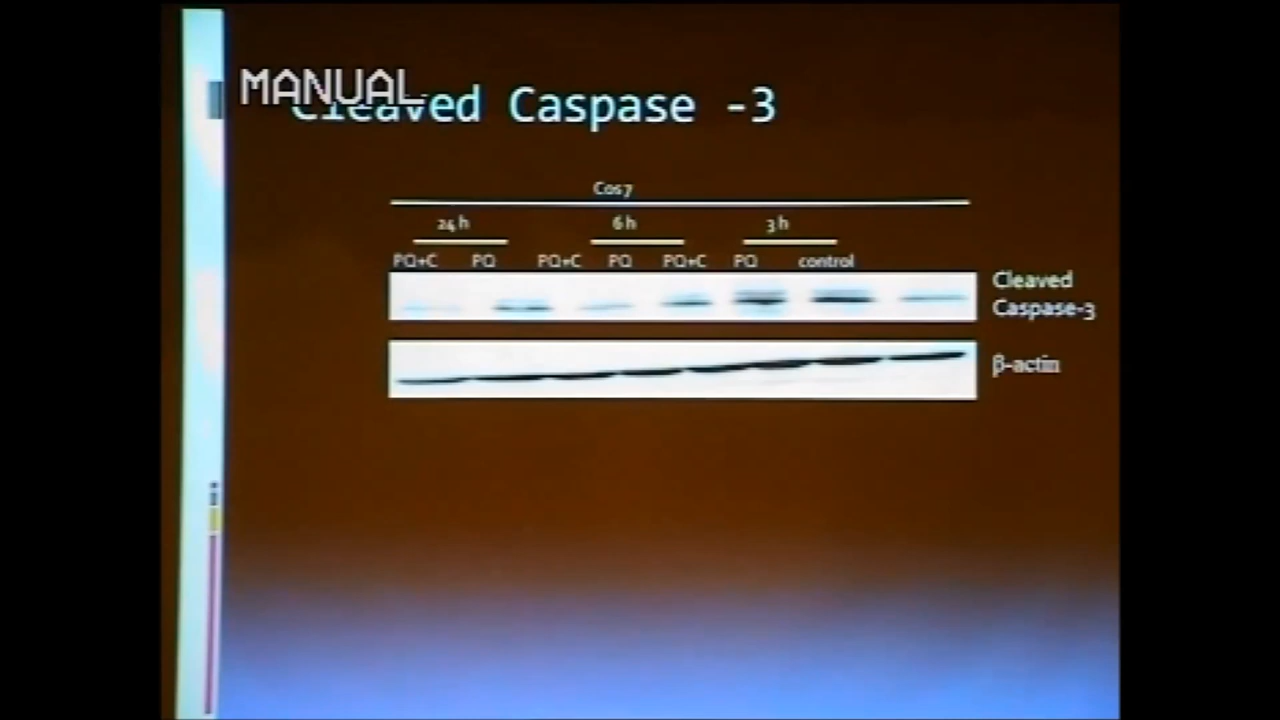 MANUAL
Cleaved Caspase -3
Cos7
24 h 6 h 3 h
PQ+C PQ PQ+C PQ PQ+C PQ control
Cleaved
Caspase-3
β-actin